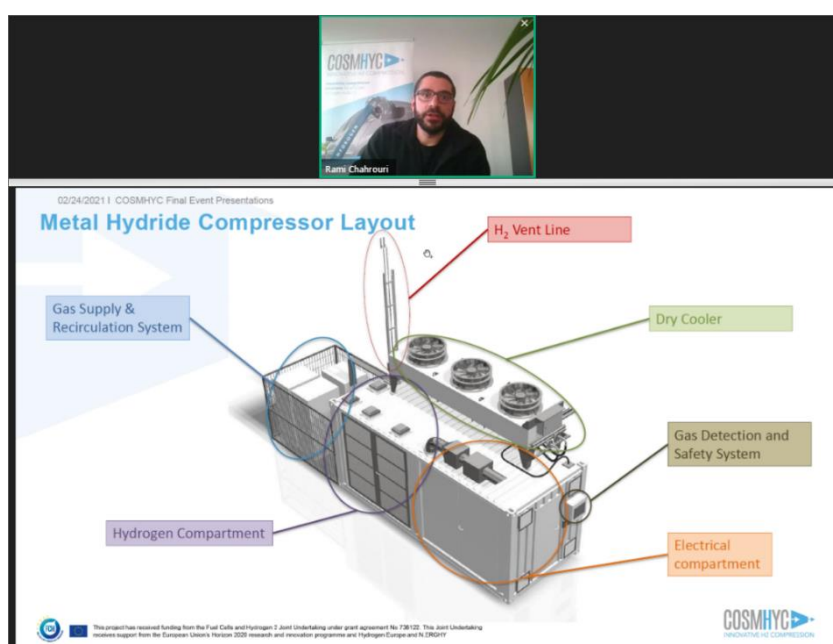 COSMHYC
INNOVATIVE H2 COMPRESSION
Rami Chahrouri
02/24/2021 I COSMHYC Final Event Presentations
Metal Hydride Compressor Layout
H2 Vent Line
Gas Supply &
Recirculation System
Dry Cooler
Gas Detection and
Safety System
Hydrogen Compartment
Electrical
compartment
This project has received funding from the Fuel Cells and Hydrogen 2 Joint Undertaking under grant agreement No 736122. This Joint Undertaking
receives support from the European Union's Horizon 2020 research and innovation programme and Hydrogen Europe and N.ERGHY
COSMHYC
INNOVATIVE H2 COMPRESSION